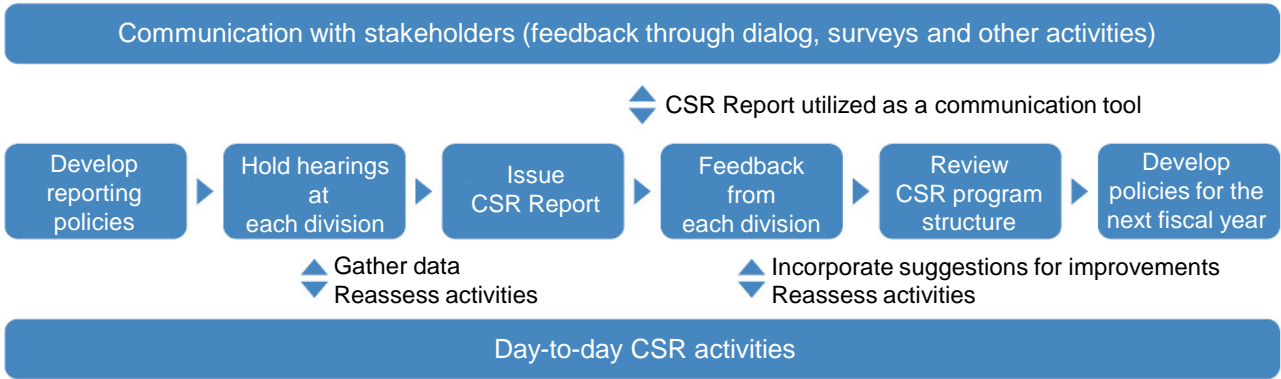 Communication with stakeholders (feedback through dialog, surveys and other activities)
CSR Report utilized as a communication tool
Develop
reporting
policies
Hold hearings
at
each division
Issue
CSR Report
Feedback
from
each division
Review
CSR program
structure
Develop
policies for the
next fiscal year
Gather data
Reassess activities
Incorporate suggestions for improvements
Reassess activities
Day-to-day CSR activities